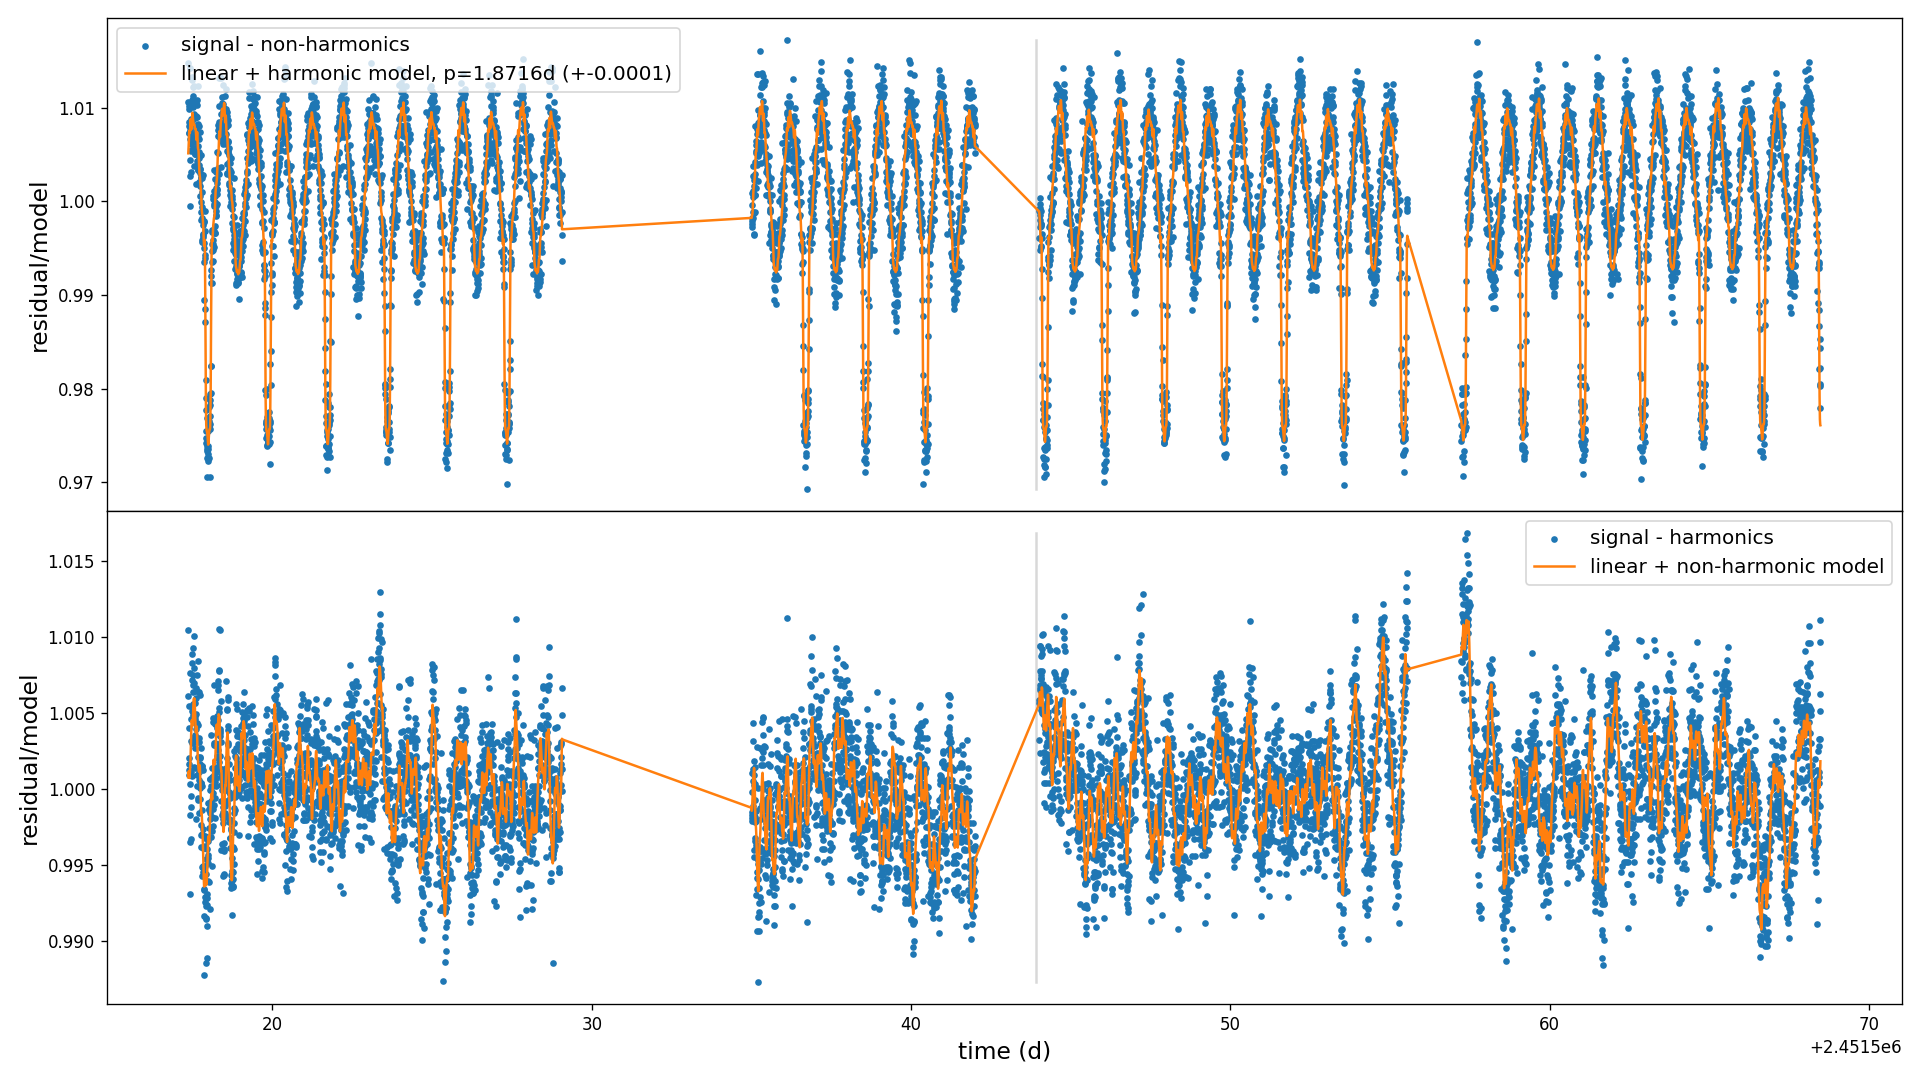 signal - non-harmonics
linear + harmonic model, p=1.8716d (+-0.0001)
residual/model
1.01
1.00
0.99
0.98
0.97
signal - harmonics
linear + non-harmonic model
residual/model
1.015
1.010
1.005
1.000
0.995
0.990
20 30 40 50 60 70
time (d)
+2.4515e6